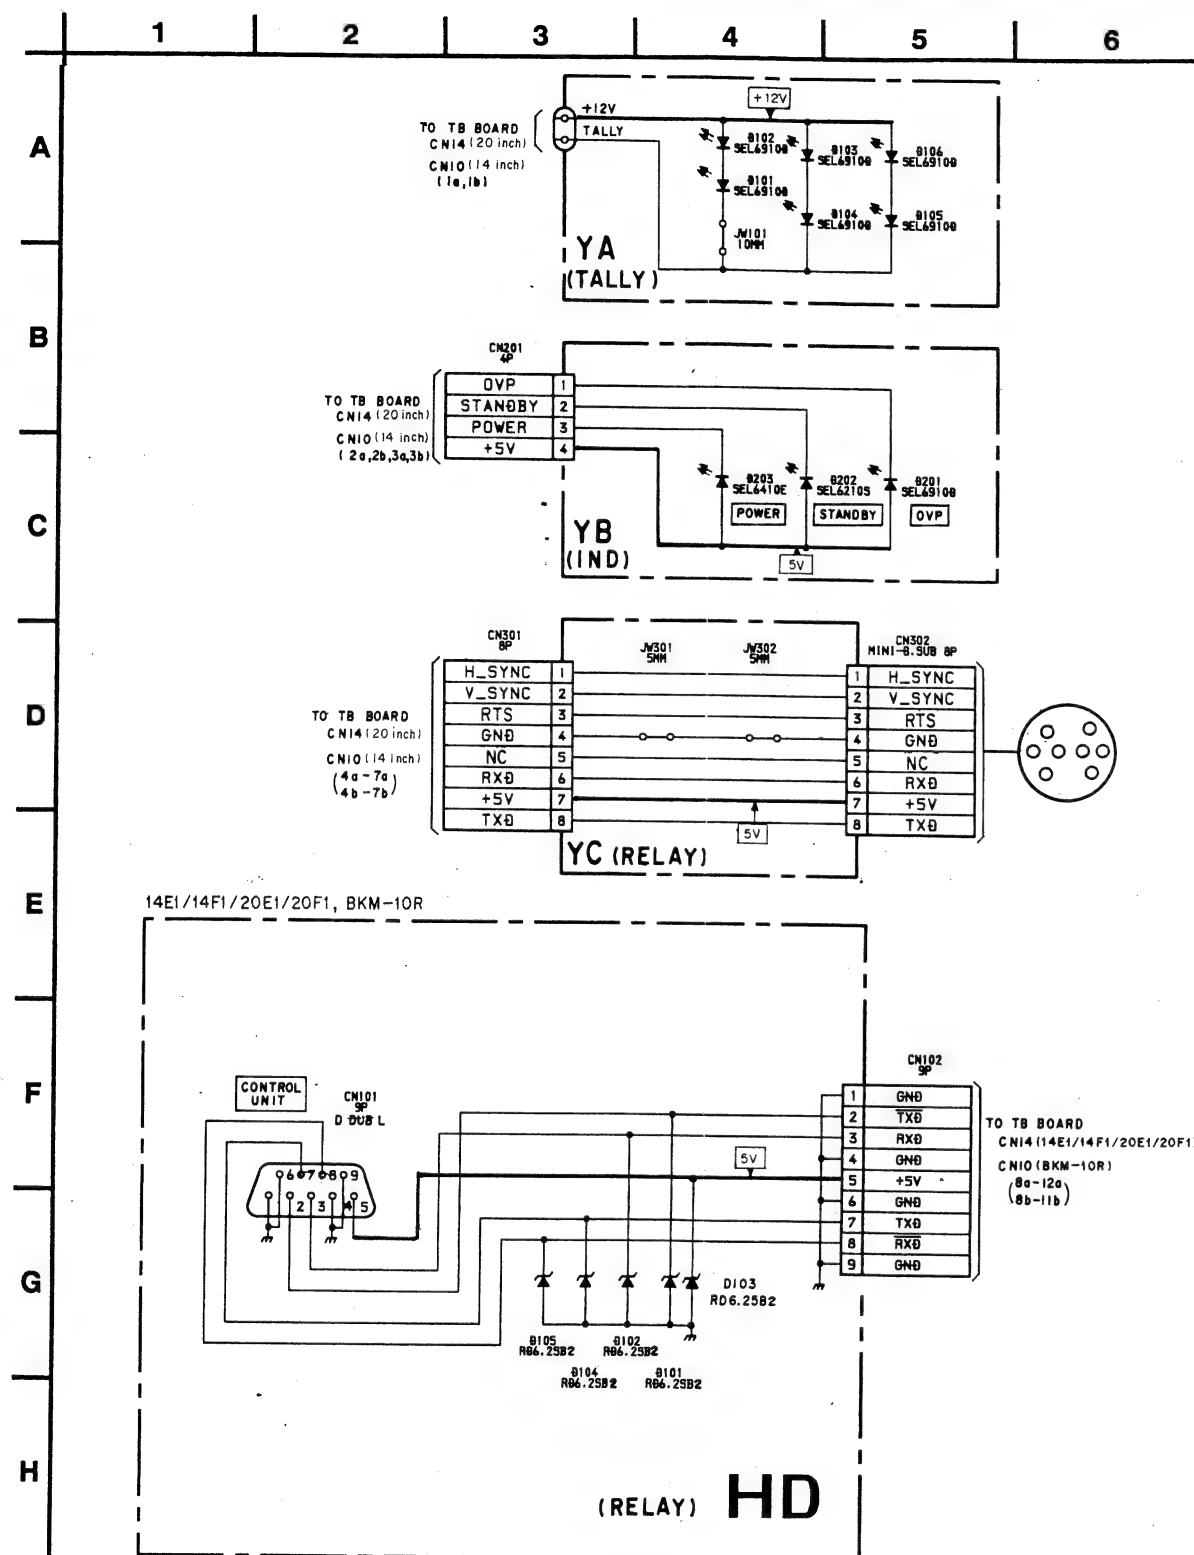 1 2 3 4 5 6
A
+12V
+12V
TALLY
TO TB BOARD
CN14 (20 inch)
CN10 (14 inch)
(1a,1b)
D102
SEL6910D
D103
SEL6910D
D106
SEL6910D
D101
SEL6910D
D104
SEL6910D
D105
SEL6910D
JW101
10MM
YA
(TALLY)
B
CN201
4P
OVP 1
STANDBY 2
POWER 3
+5V 4
TO TB BOARD
CN14 (20 inch)
CN10 (14 inch)
(2a,2b,3a,3b)
D203
SEL6410E
D202
SEL6210S
D201
SEL6910D
POWER
STANDBY
OVP
C
YB
(IND)
5V
CN301
8P
JW301
5MM
JW302
5MM
CN302
MINI-D.SUB 8P
H_SYNC 1
V_SYNC 2
RTS 3
GND 4
NC 5
RXD 6
+5V 7
TXD 8
1 H_SYNC
2 V_SYNC
3 RTS
4 GND
5 NC
6 RXD
7 +5V
8 TXD
D
TO TB BOARD
CN14 (20 inch)
CN10 (14 inch)
(4a-7a
4b-7b)
5V
YC (RELAY)
E
14E1/14F1/20E1/20F1, BKM-10R
F
CONTROL
UNIT
CN101
9P
D DUB L
6 7 8 9
2 3 4 5
5V
CN102
9P
1 GND
2 TXD
3 RXD
4 GND
5 +5V
6 GND
7 TXD
8 RXD
9 GND
TO TB BOARD
CN14 (14E1/14F1/20E1/20F1)
CN10 (BKM-10R)
(8a-12a
8b-11b)
G
D103
RD6.2SB2
D105
RD6.2SB2
D102
RD6.2SB2
D104
RD6.2SB2
D101
RD6.2SB2
H
(RELAY) HD